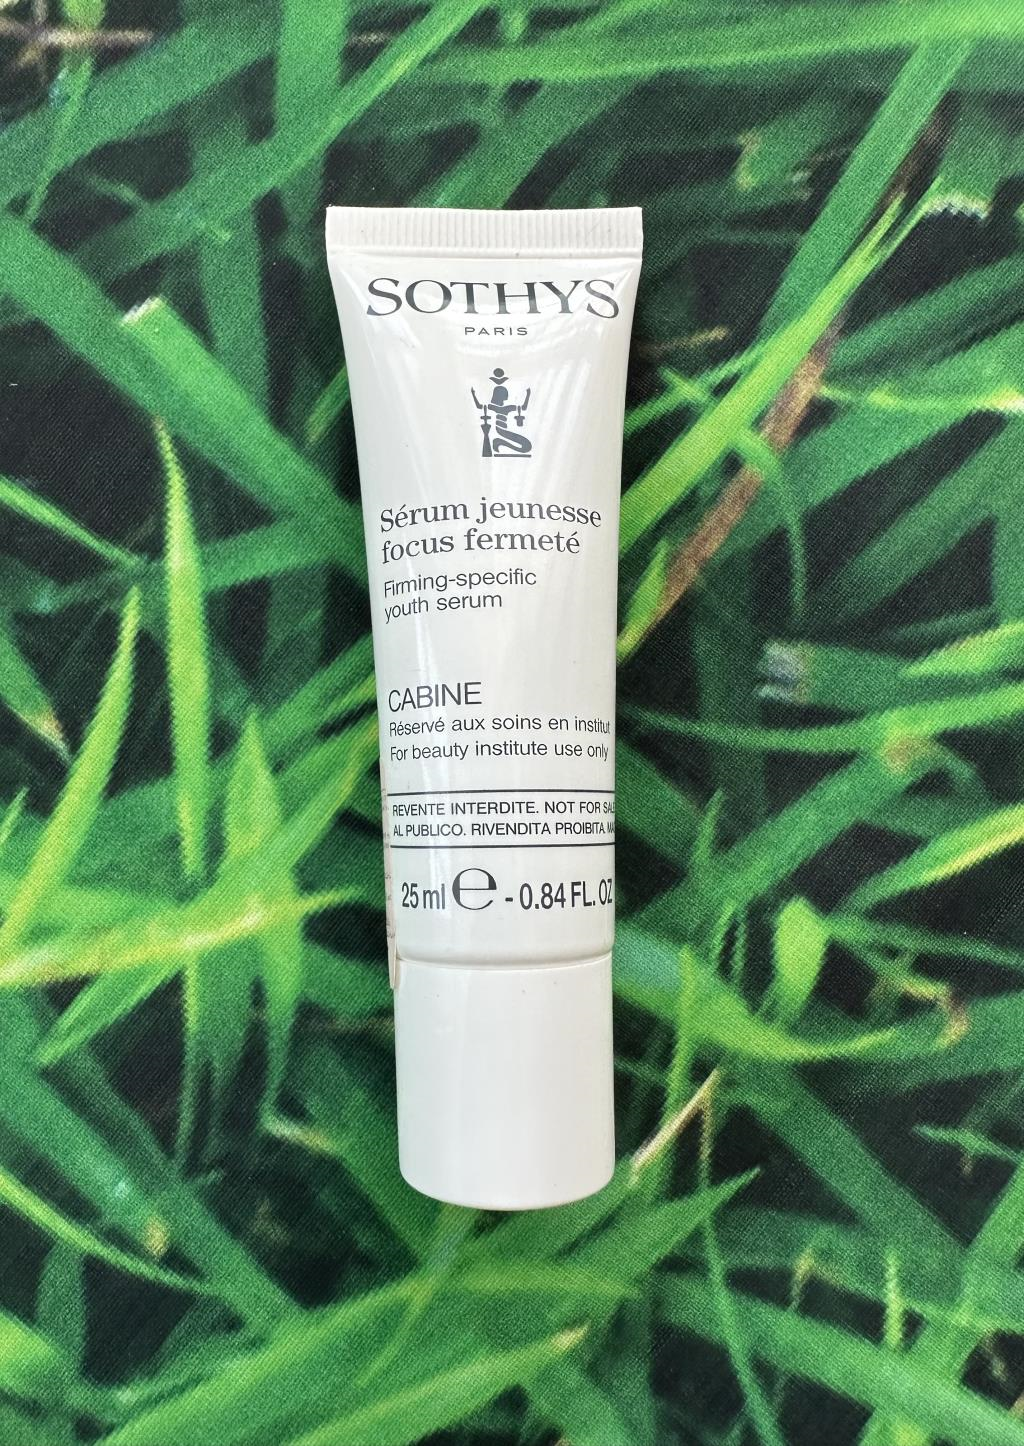 SOTHYS
PARIS
Sérum jeunesse
focus fermeté
Firming-specific
youth serum
CABINE
Réservé aux soins en institut
For beauty institute use only
REVENTE INTERDITE. NOT FOR SALE
AL PUBLICO. RIVENDITA PROIBITA
25 ml e - 0.84 FL. OZ